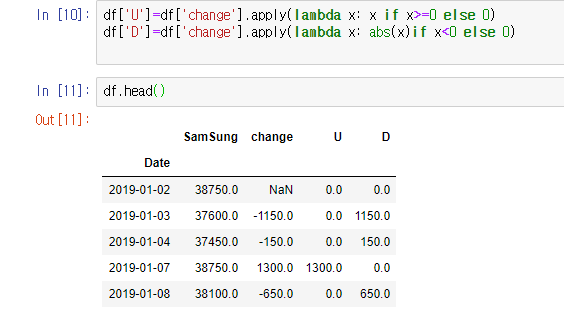 In [10]: df['U']=df['change'].apply(lambda x: x if x>=0 else 0)
df['D']=df['change'].apply(lambda x: abs(x)if x<0 else 0)
In [11]: df.head()
Out[11]:
SamSung change U D
Date
2019-01-02 38750.0 NaN 0.0 0.0
2019-01-03 37600.0 -1150.0 0.0 1150.0
2019-01-04 37450.0 -150.0 0.0 150.0
2019-01-07 38750.0 1300.0 1300.0 0.0
2019-01-08 38100.0 -650.0 0.0 650.0